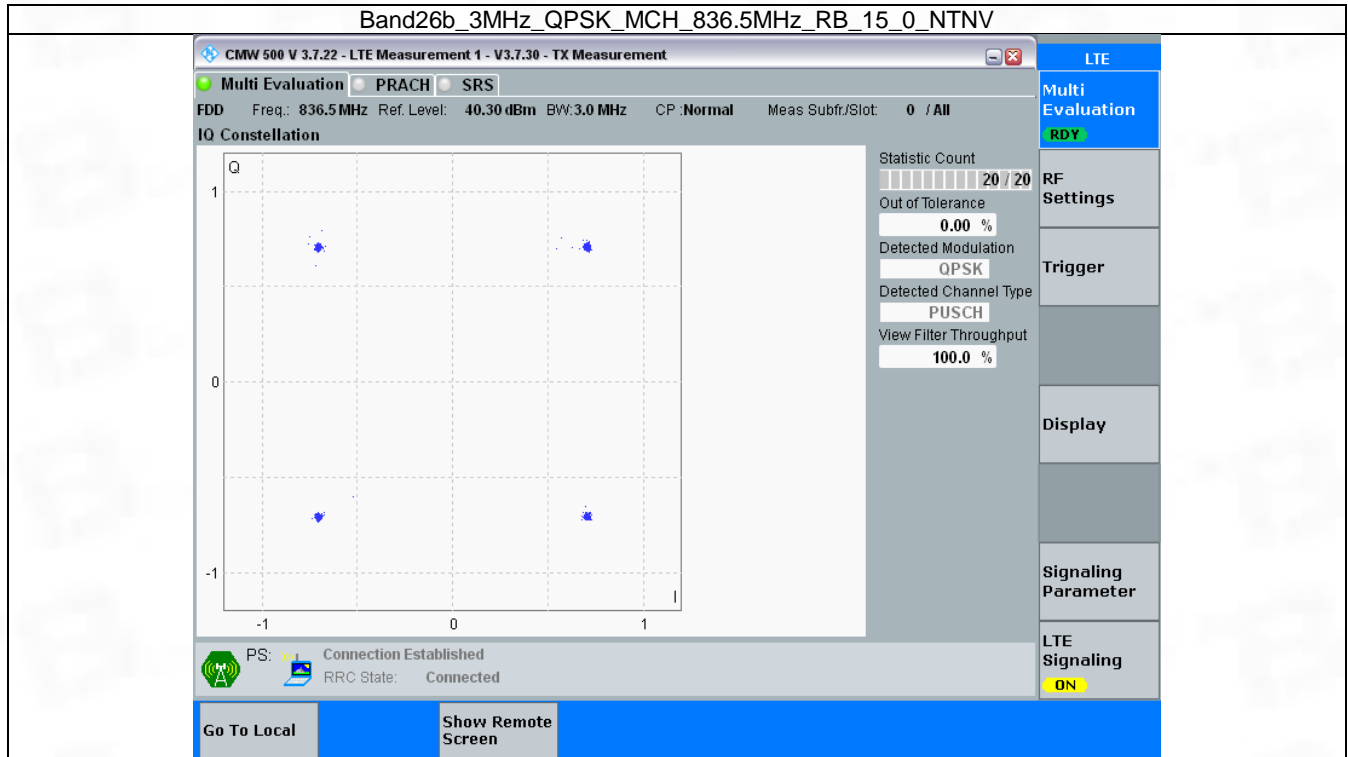 Band26b_3MHz_QPSK_MCH_836.5MHz_RB_15_0_NTNV
CMW 500 V 3.7.22 - LTE Measurement 1 - V3.7.30 - TX Measurement
LTE
Multi Evaluation PRACH SRS
Multi
Evaluation
RDY
FDD Freq.: 836.5 MHz Ref. Level: 40.30 dBm BW: 3.0 MHz CP : Normal Meas Subfr./Slot: 0 / All
IQ Constellation
Q
1
0
-1
I
-1 0 1
Statistic Count
20 / 20
Out of Tolerance
0.00 %
Detected Modulation
QPSK
Detected Channel Type
PUSCH
View Filter Throughput
100.0 %
RF
Settings
Trigger
Display
Signaling
Parameter
LTE
Signaling
ON
PS: Connection Established
RRC State: Connected
Go To Local
Show Remote
Screen